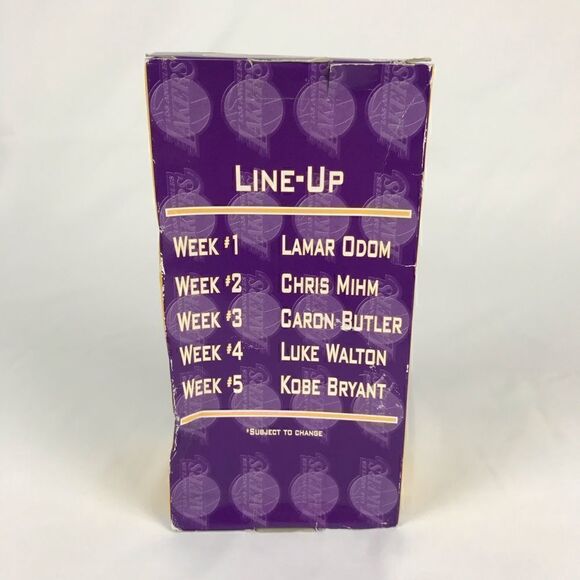 LINE-UP
WEEK #1 LAMAR ODOM
WEEK #2 CHRIS MIHM
WEEK #3 CARON BUTLER
WEEK #4 LUKE WALTON
WEEK #5 KOBE BRYANT
*SUBJECT TO CHANGE